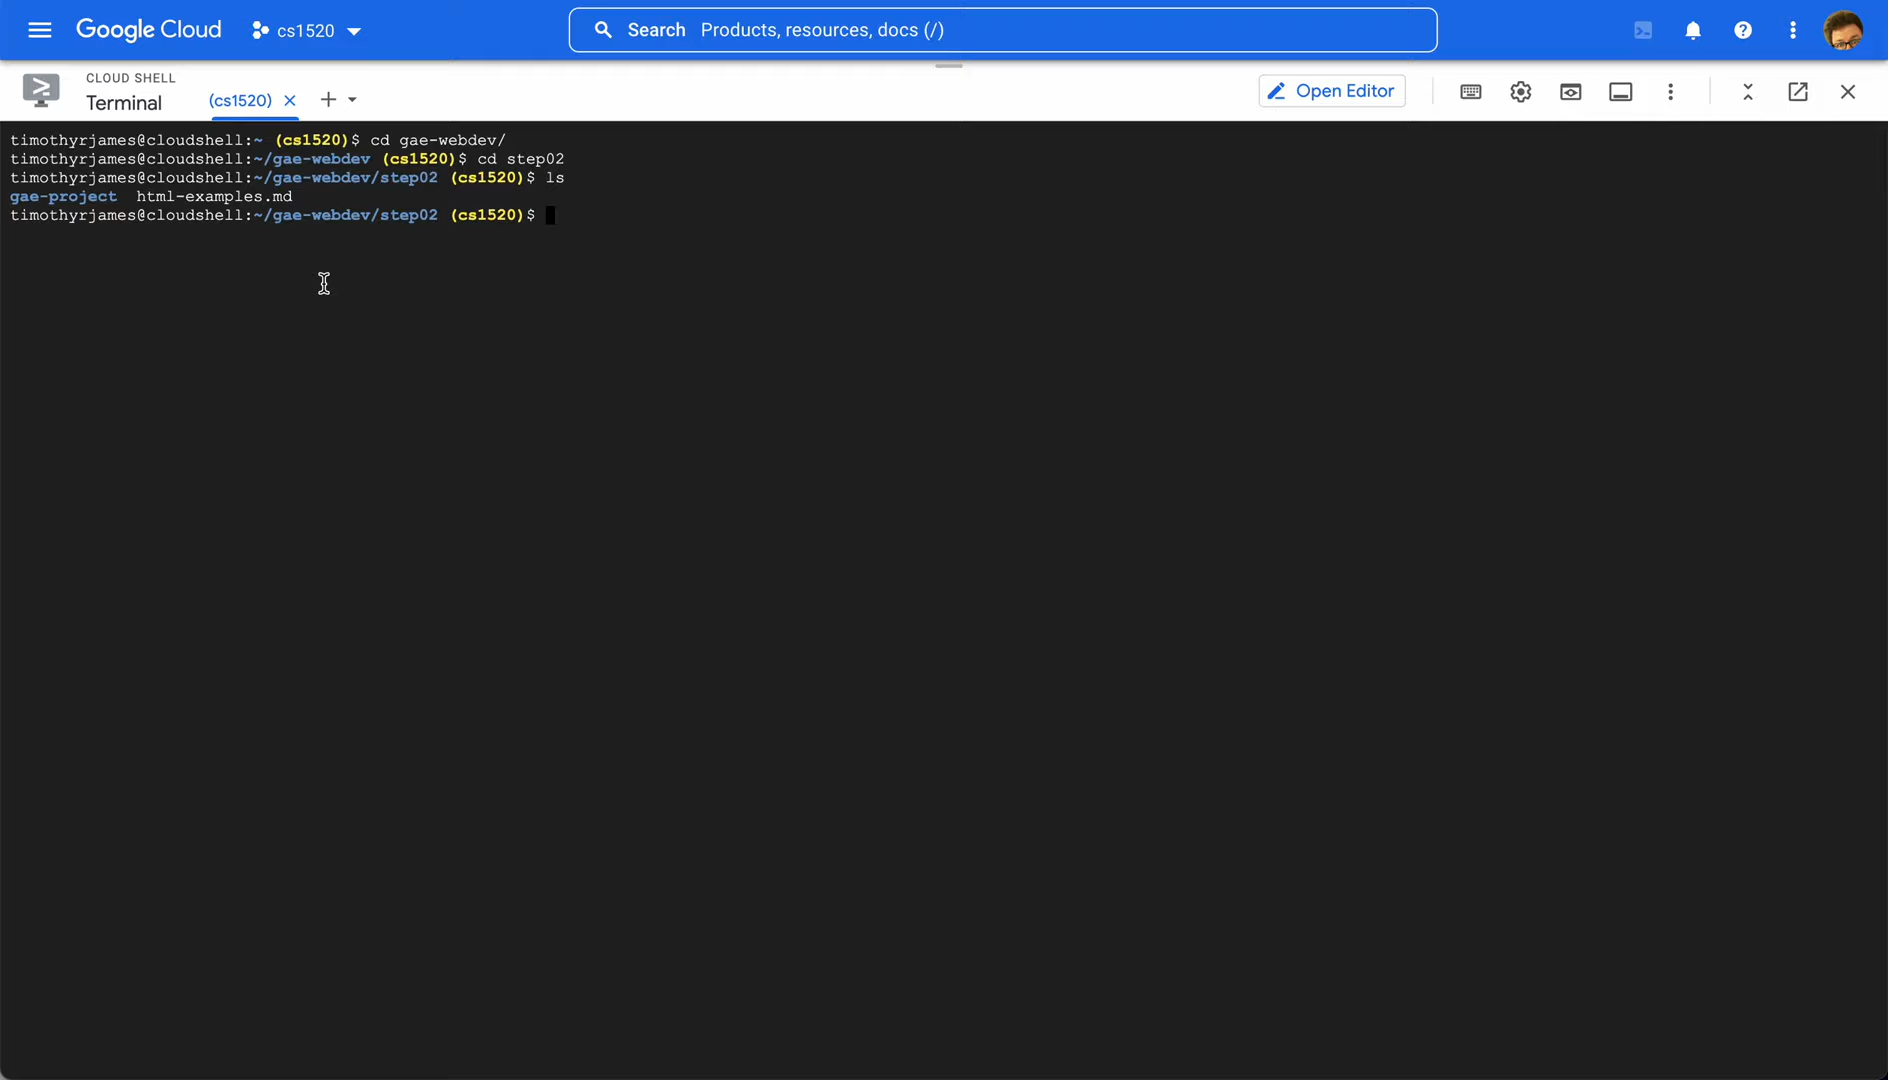 Google Cloud
cs1520
Search Products, resources, docs (/)
CLOUD SHELL
Terminal
(cs1520)
Open Editor
timothyrjames@cloudshell:~ (cs1520)$ cd gae-webdev/
timothyrjames@cloudshell:~/gae-webdev (cs1520)$ cd step02
timothyrjames@cloudshell:~/gae-webdev/step02 (cs1520)$ ls
gae-project html-examples.md
timothyrjames@cloudshell:~/gae-webdev/step02 (cs1520)$